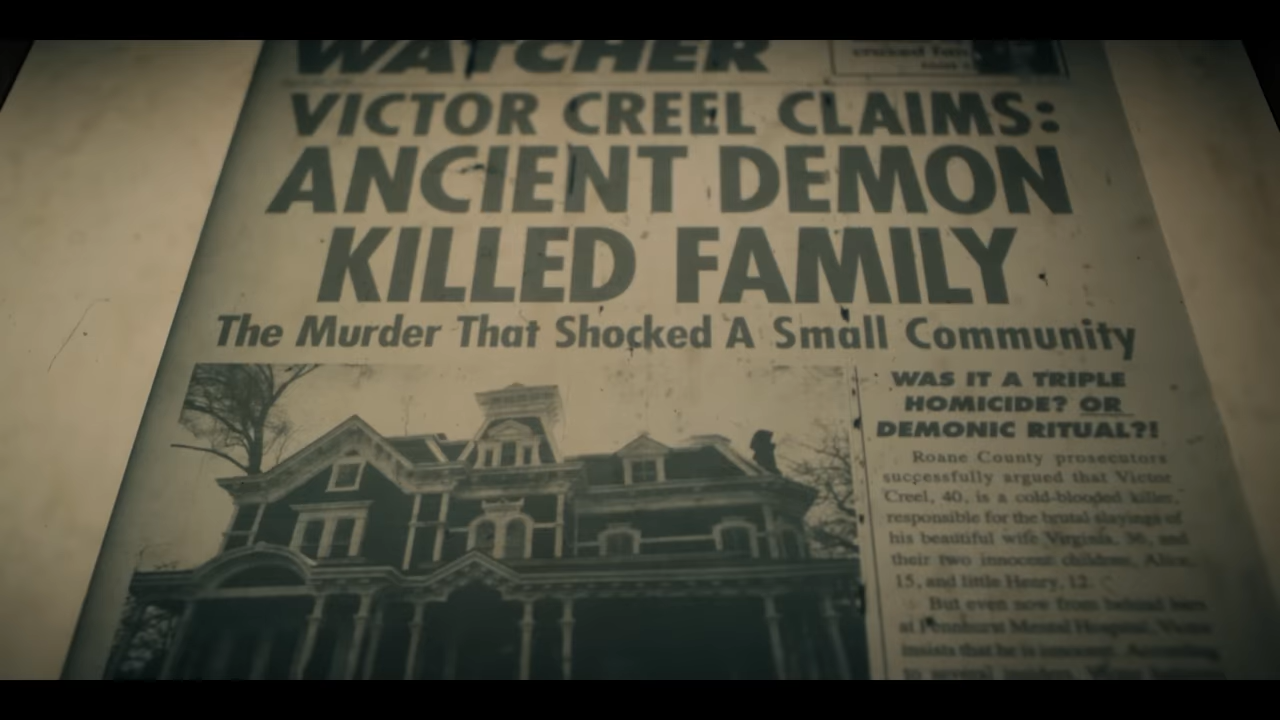 WATCHER
VICTOR CREEL CLAIMS:
ANCIENT DEMON
KILLED FAMILY
The Murder That Shocked A Small Community
WAS IT A TRIPLE
HOMICIDE? OR
DEMONIC RITUAL?!
Roane County prosecutors
successfully argued that Victor
Creel, 40, is a cold-blooded killer,
responsible for the brutal slayings of
his beautiful wife Virginia, 36, and
their two innocent children, Alice,
15, and little Henry, 12.
But even now from behind bars
at Pennhurst Mental Hospital, Victor
insists that he is innocent. According
to several